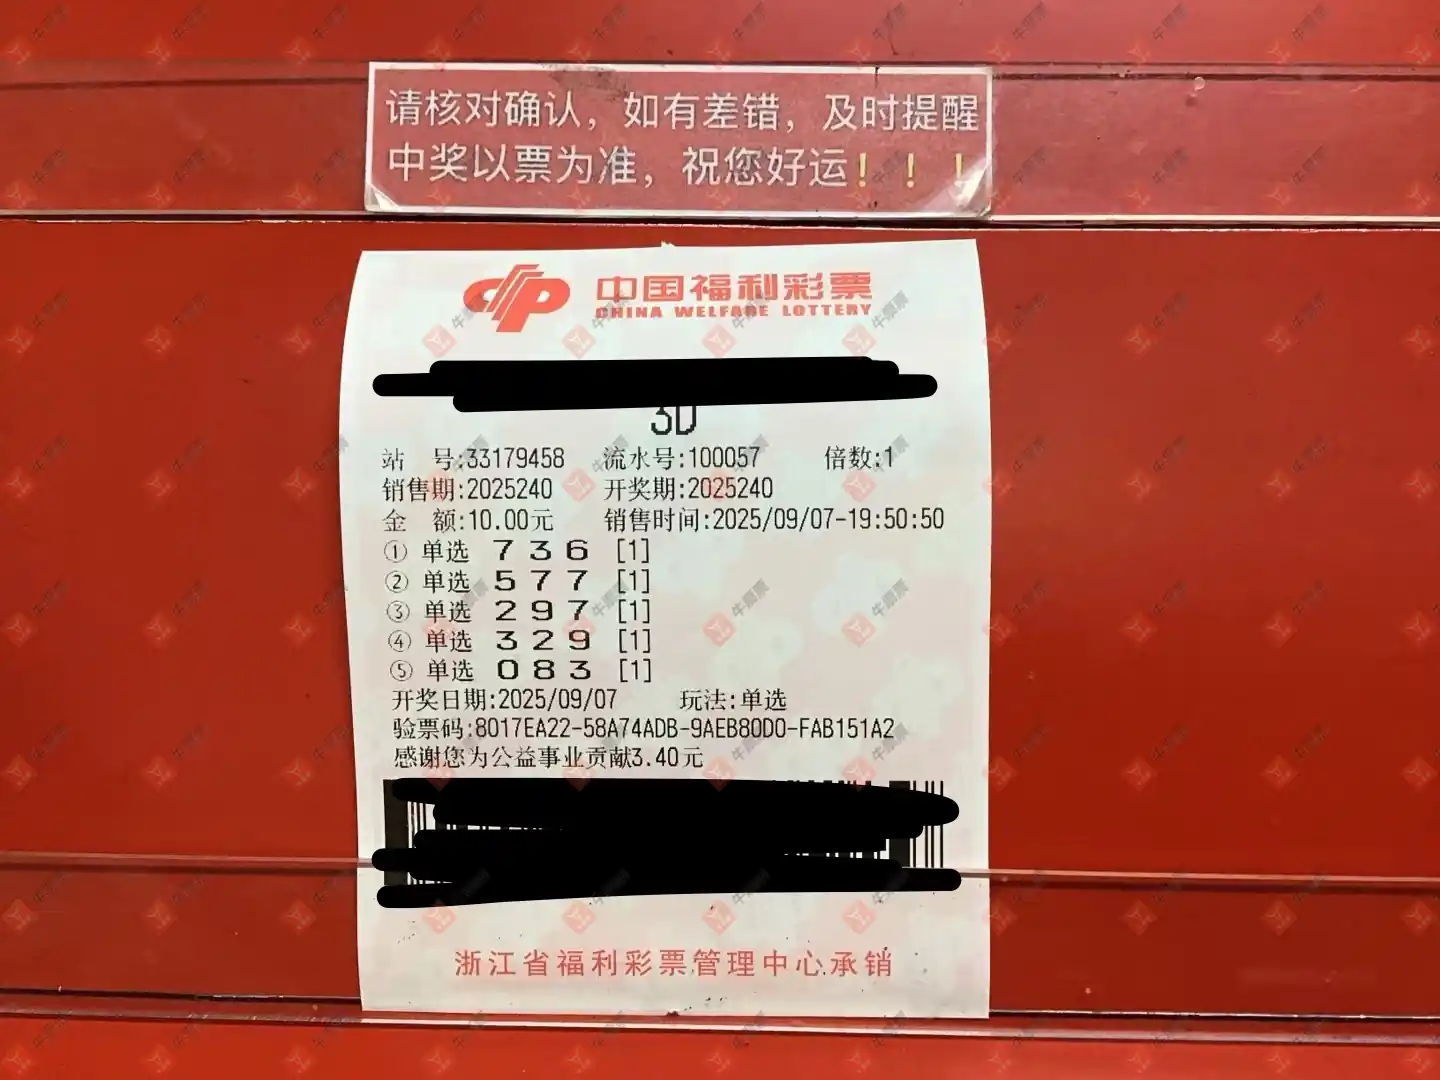 请核对确认，如有差错，及时提醒
中奖以票为准，祝您好运！！！
中国福利彩票
CHINA WELFARE LOTTERY
3D
站 号:33179458 流水号:100057 倍数:1
销售期:2025240 开奖期:2025240
金 额:10.00元 销售时间:2025/09/07-19:50:50
① 单选 7 3 6 [1]
② 单选 5 7 7 [1]
③ 单选 2 9 7 [1]
④ 单选 3 2 9 [1]
⑤ 单选 0 8 3 [1]
开奖日期:2025/09/07 玩法:单选
验票码:8017EA22-58A74ADB-9AEB80D0-FAB151A2
感谢您为公益事业贡献3.40元
浙江省福利彩票管理中心承销
牛票票